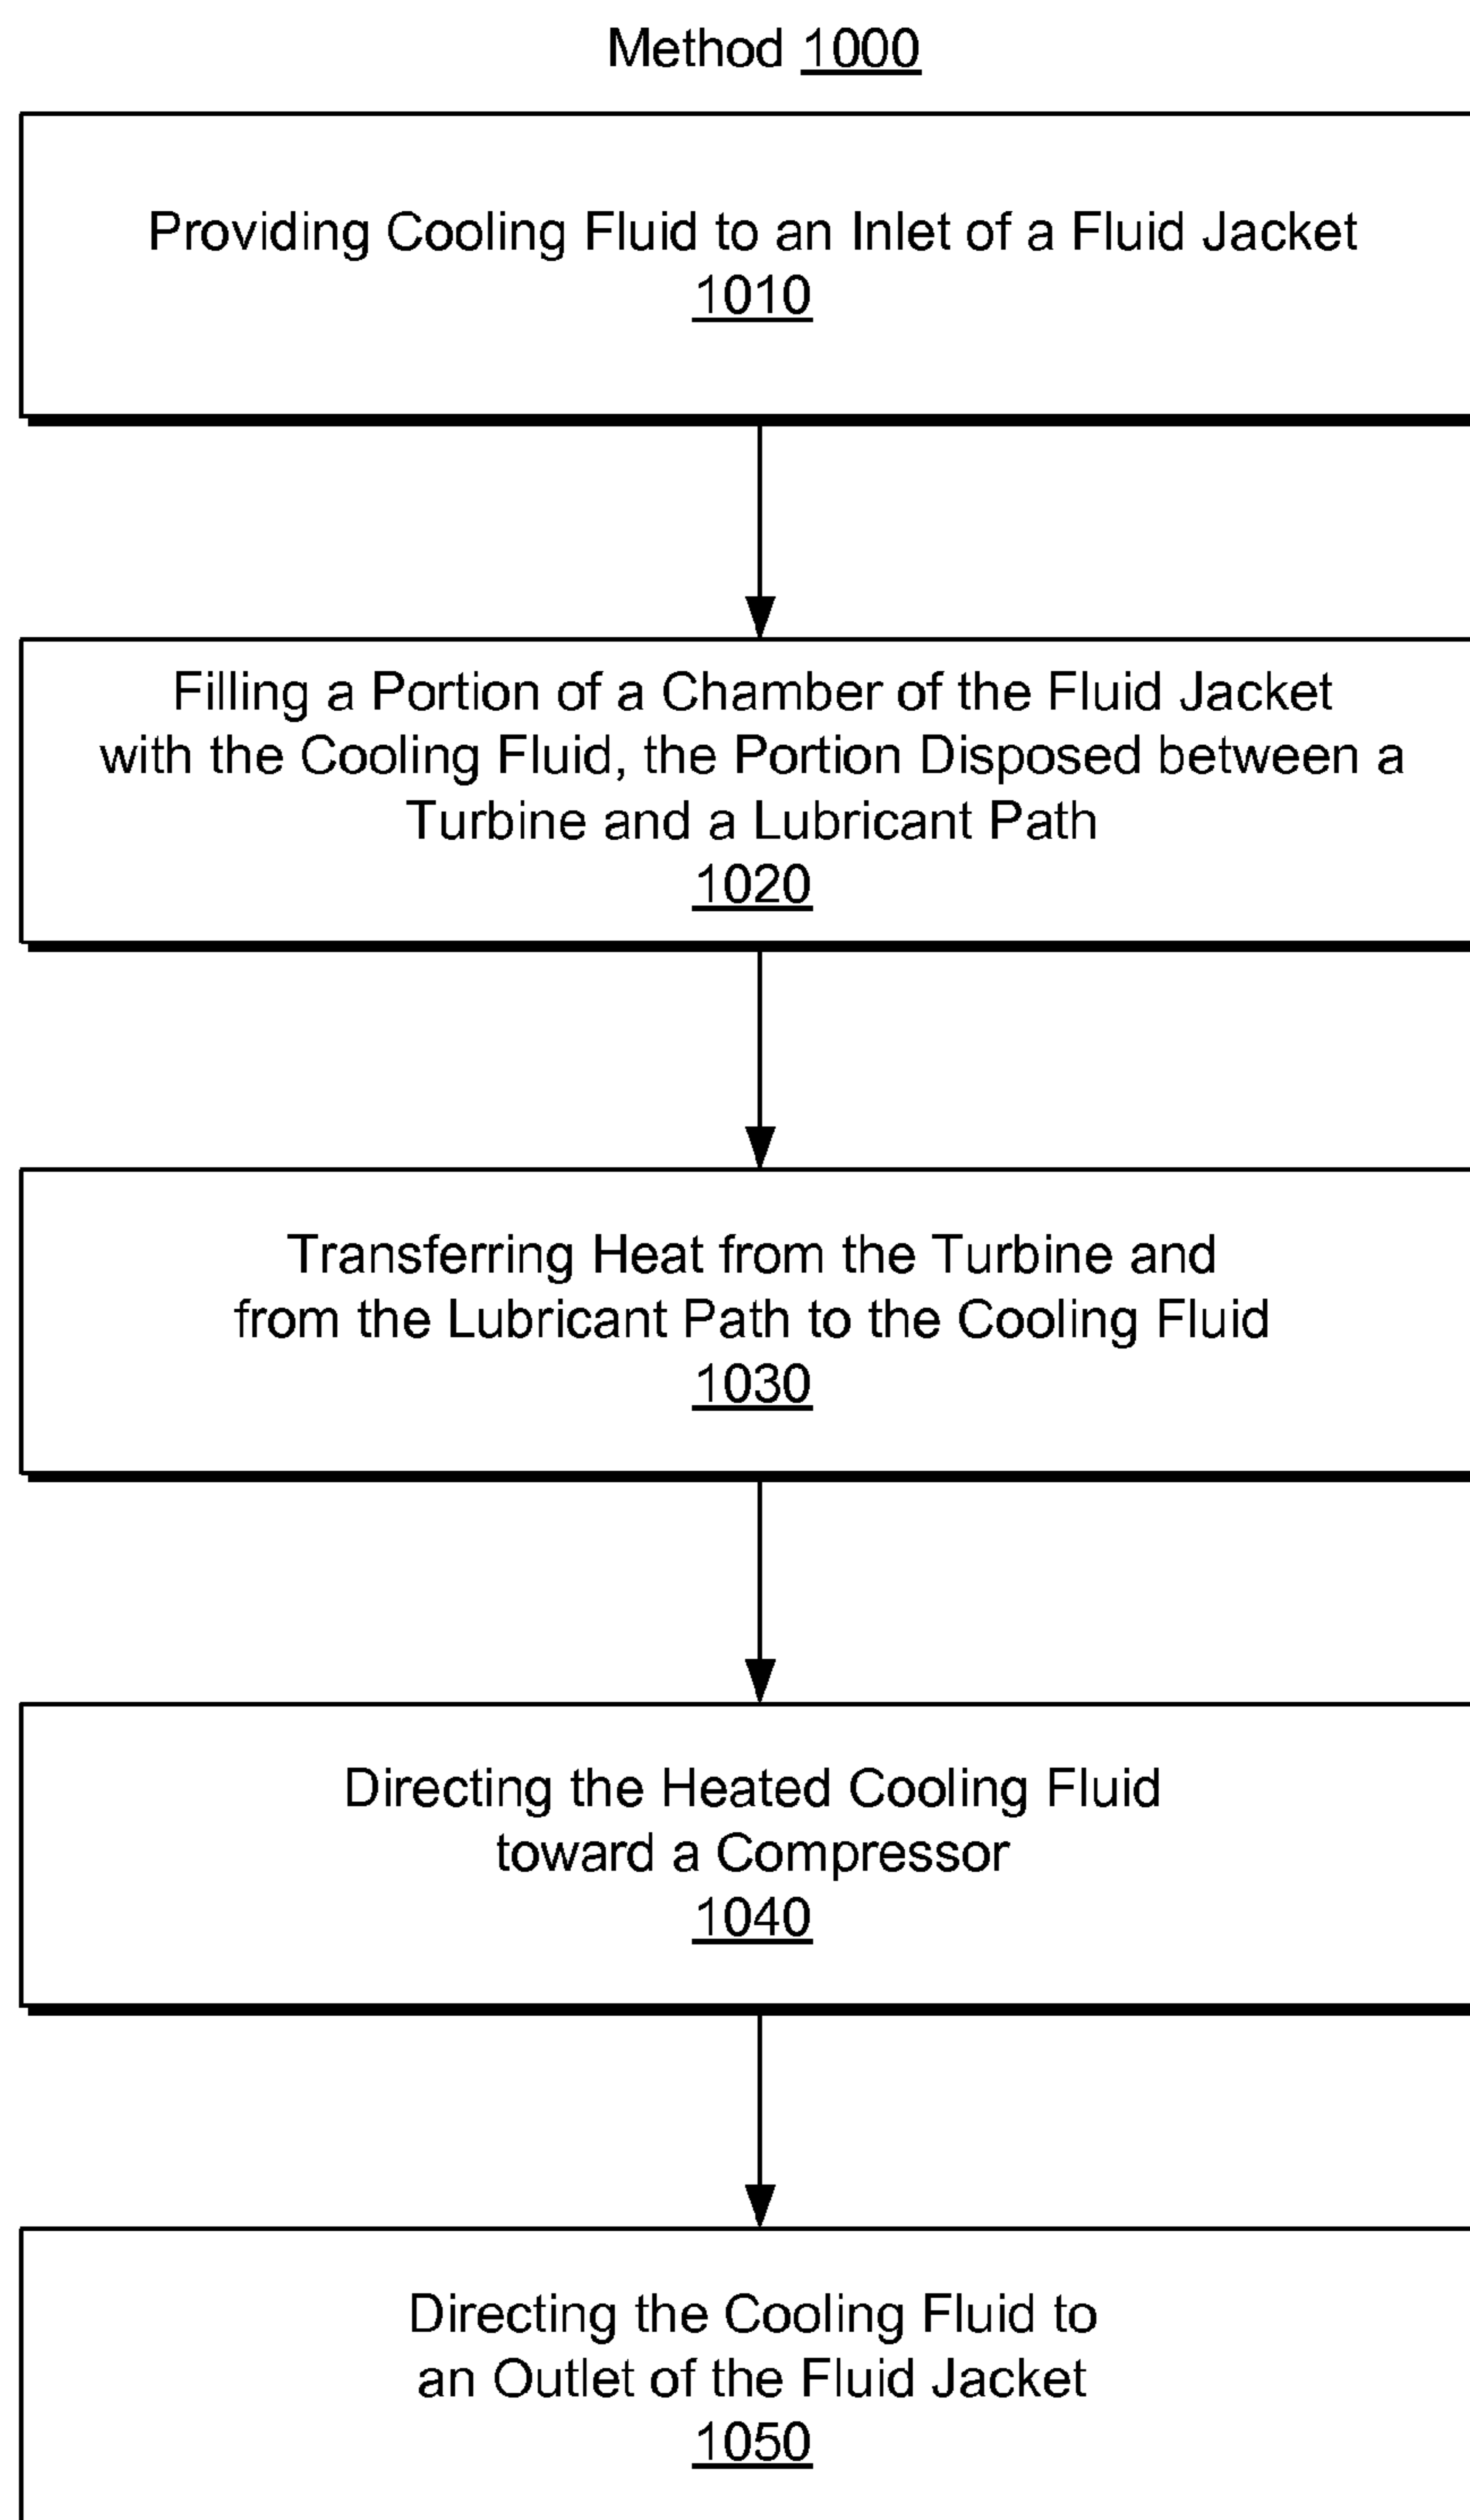 Method 1000
Providing Cooling Fluid to an Inlet of a Fluid Jacket
1010
Filling a Portion of a Chamber of the Fluid Jacket
with the Cooling Fluid, the Portion Disposed between a
Turbine and a Lubricant Path
1020
Transferring Heat from the Turbine and
from the Lubricant Path to the Cooling Fluid
1030
Directing the Heated Cooling Fluid
toward a Compressor
1040
Directing the Cooling Fluid to
an Outlet of the Fluid Jacket
1050